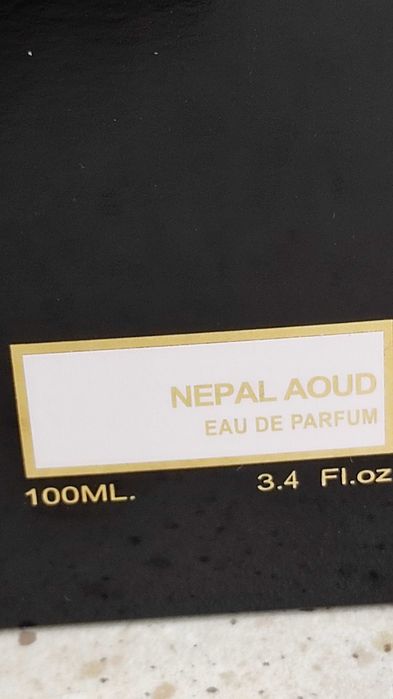 NEPAL AOUD
EAU DE PARFUM
100ML. 3.4 Fl.oz